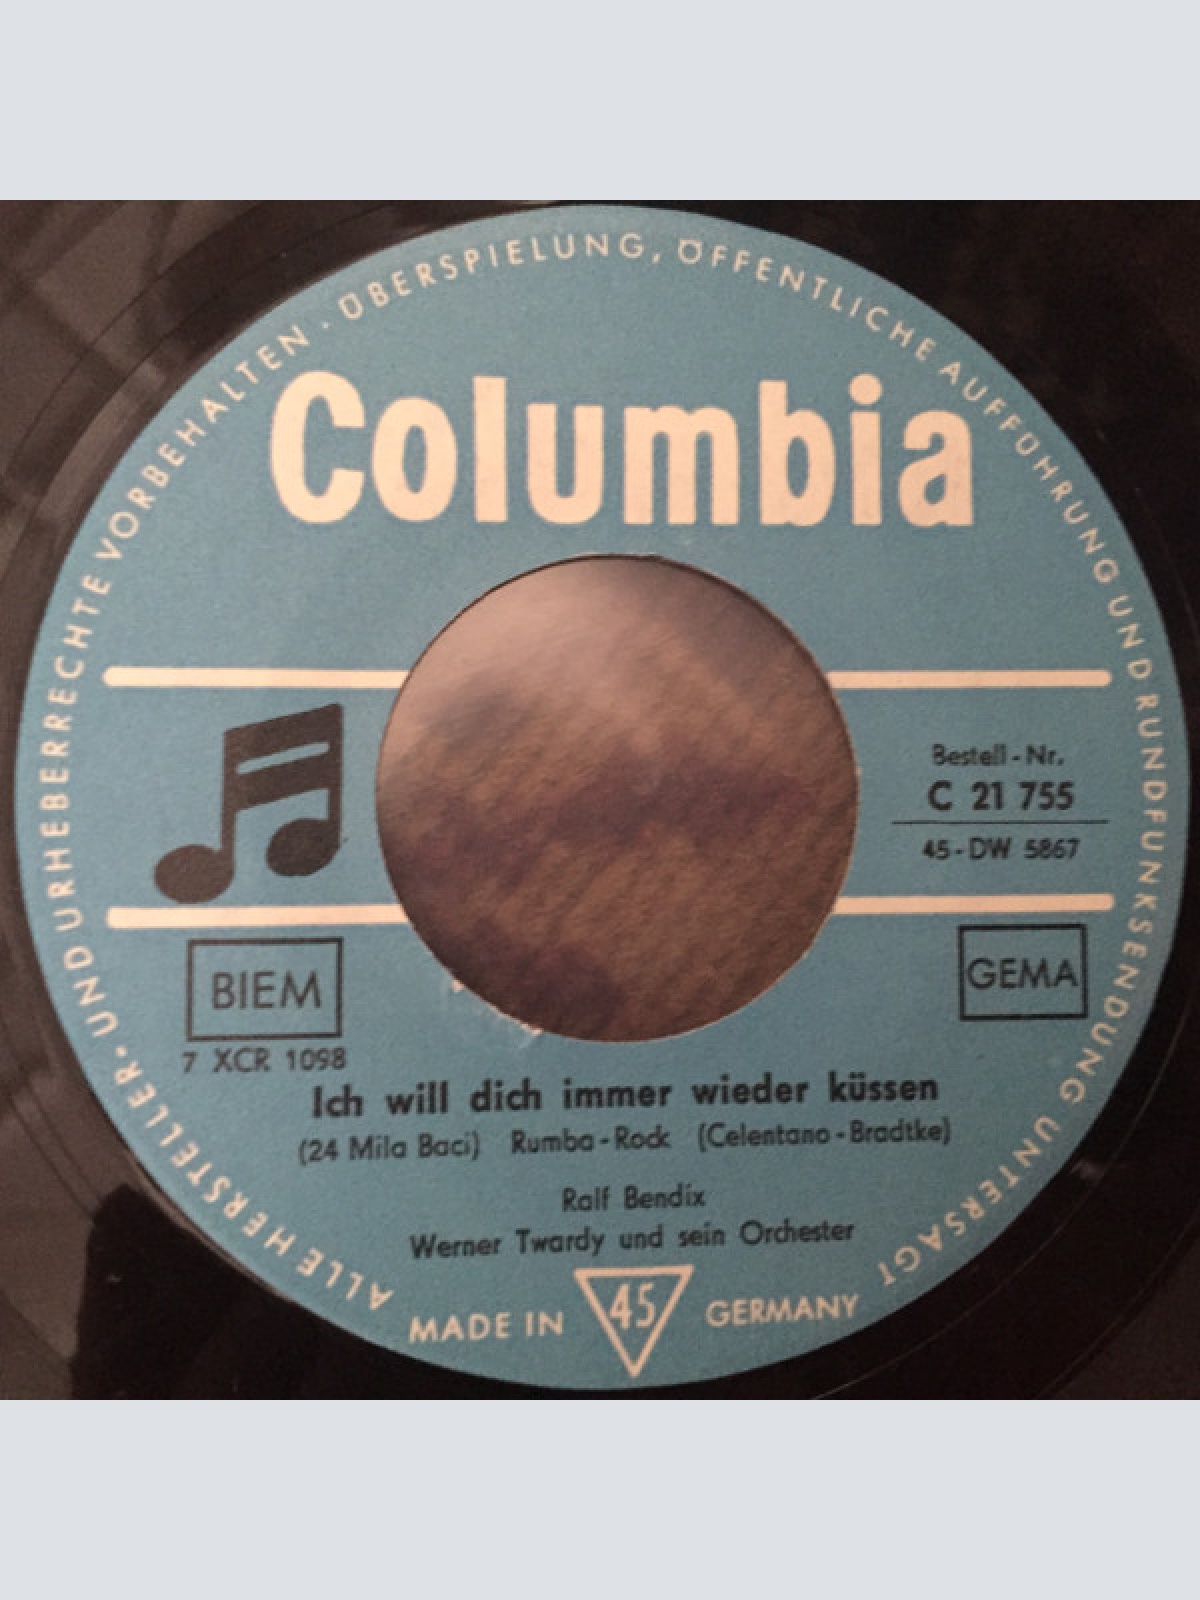 ALLE HERSTELLER- UND URHEBERRECHTE VORBEHALTEN · ÜBERSPIELUNG, ÖFFENTLICHE AUFFÜHRUNG UND RUNDFUNKSENDUNG UNTERSAGT
Columbia
Bestell-Nr.
C 21 755
45-DW 5867
BIEM
GEMA
7 XCR 1098
Ich will dich immer wieder küssen
(24 Mila Baci) Rumba-Rock (Celentano-Bradtke)
Ralf Bendix
Werner Twardy und sein Orchester
MADE IN 45 GERMANY